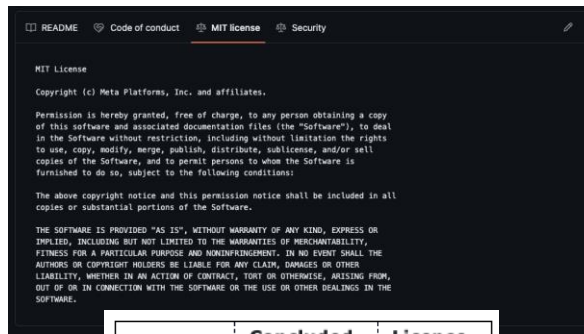 README Code of conduct MIT license Security
MIT License
Copyright (c) Meta Platforms, Inc. and affiliates.
Permission is hereby granted, free of charge, to any person obtaining a copy
of this software and associated documentation files (the "Software"), to deal
in the Software without restriction, including without limitation the rights
to use, copy, modify, merge, publish, distribute, sublicense, and/or sell
copies of the Software, and to permit persons to whom the Software is
furnished to do so, subject to the following conditions:
The above copyright notice and this permission notice shall be included in all
copies or substantial portions of the Software.
THE SOFTWARE IS PROVIDED "AS IS", WITHOUT WARRANTY OF ANY KIND, EXPRESS OR
IMPLIED, INCLUDING BUT NOT LIMITED TO THE WARRANTIES OF MERCHANTABILITY,
FITNESS FOR A PARTICULAR PURPOSE AND NONINFRINGEMENT. IN NO EVENT SHALL THE
AUTHORS OR COPYRIGHT HOLDERS BE LIABLE FOR ANY CLAIM, DAMAGES OR OTHER
LIABILITY, WHETHER IN AN ACTION OF CONTRACT, TORT OR OTHERWISE, ARISING FROM,
OUT OF OR IN CONNECTION WITH THE SOFTWARE OR THE USE OR OTHER DEALINGS IN THE
SOFTWARE.